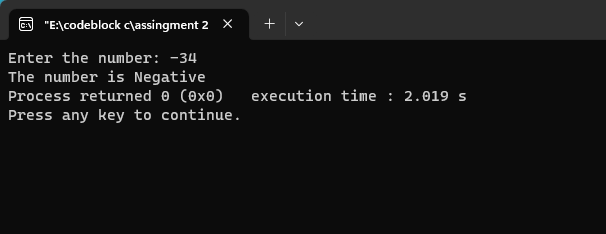 "E:\codeblock c\assingment 2
Enter the number: -34
The number is Negative
Process returned 0 (0x0)   execution time : 2.019 s
Press any key to continue.